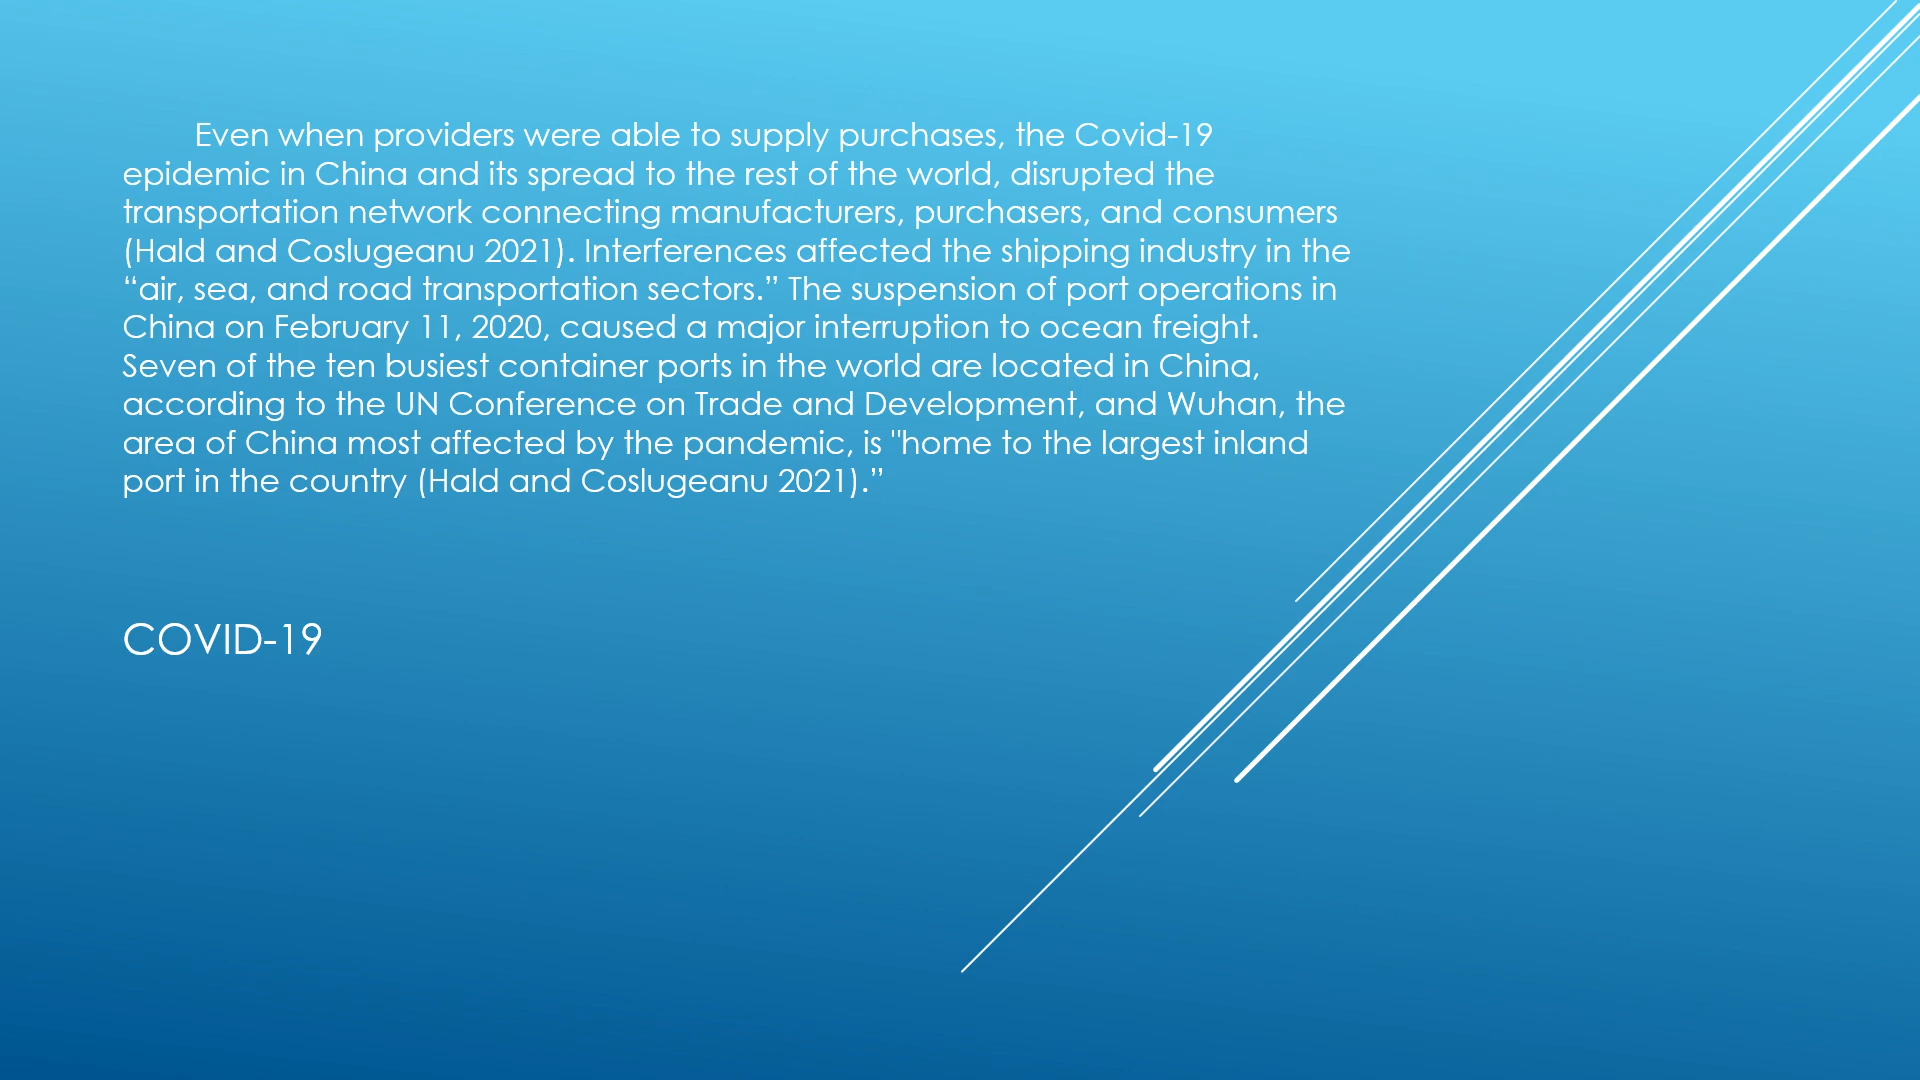 Even when providers were able to supply purchases, the Covid-19
epidemic in China and its spread to the rest of the world, disrupted the
transportation network connecting manufacturers, purchasers, and consumers
(Hald and Coslugeanu 2021). Interferences affected the shipping industry in the
“air, sea, and road transportation sectors.” The suspension of port operations in
China on February 11, 2020, caused a major interruption to ocean freight.
Seven of the ten busiest container ports in the world are located in China,
according to the UN Conference on Trade and Development, and Wuhan, the
area of China most affected by the pandemic, is "home to the largest inland
port in the country (Hald and Coslugeanu 2021).”
COVID-19